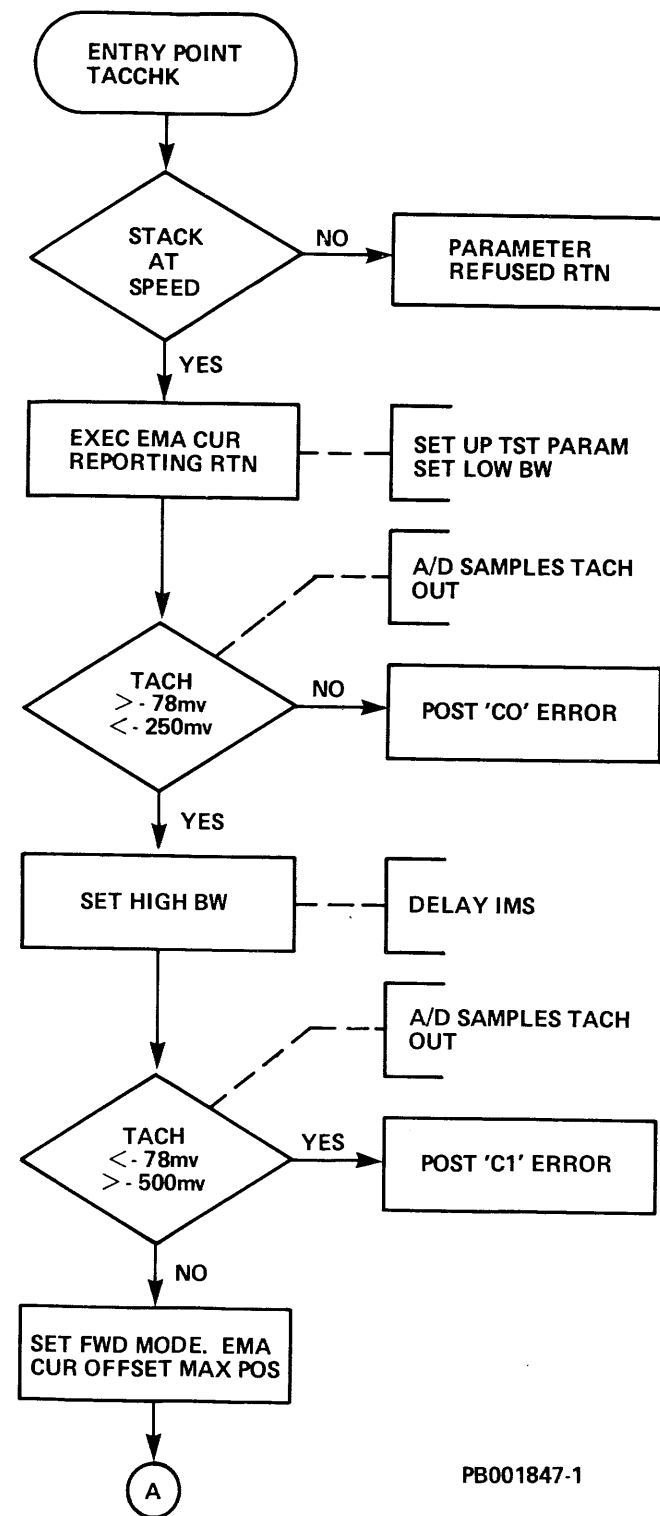 ENTRY POINT
TACCHK
STACK
AT
SPEED
NO
PARAMETER
REFUSED RTN
YES
EXEC EMA CUR
REPORTING RTN
SET UP TST PARAM
SET LOW BW
A/D SAMPLES TACH
OUT
TACH
>- 78mv
<- 250mv
NO
POST 'CO' ERROR
YES
SET HIGH BW
DELAY IMS
A/D SAMPLES TACH
OUT
TACH
<- 78mv
>- 500mv
YES
POST 'C1' ERROR
NO
SET FWD MODE. EMA
CUR OFFSET MAX POS
A
PB001847-1